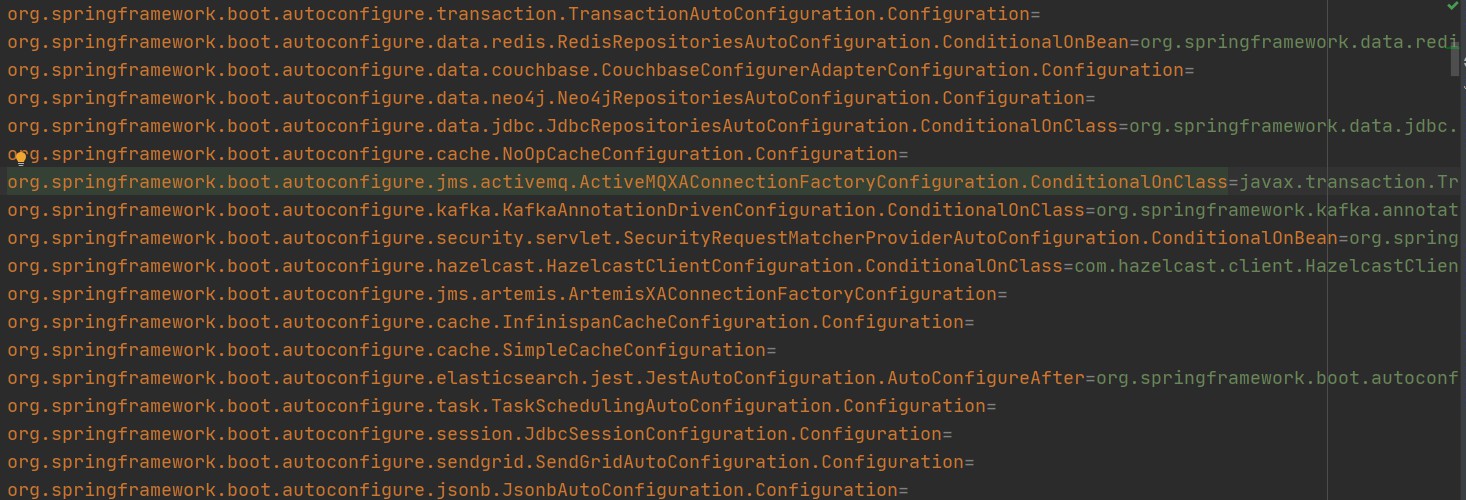 org.springframework.boot.autoconfigure.transaction.TransactionAutoConfiguration.Configuration=
org.springframework.boot.autoconfigure.data.redis.RedisRepositoriesAutoConfiguration.ConditionalOnBean=org.springframework.data.redi
org.springframework.boot.autoconfigure.data.couchbase.CouchbaseConfigurerAdapterConfiguration.Configuration=
org.springframework.boot.autoconfigure.data.neo4j.Neo4jRepositoriesAutoConfiguration.Configuration=
org.springframework.boot.autoconfigure.data.jdbc.JdbcRepositoriesAutoConfiguration.ConditionalOnClass=org.springframework.data.jdbc.
org.springframework.boot.autoconfigure.cache.NoOpCacheConfiguration.Configuration=
org.springframework.boot.autoconfigure.jms.activemq.ActiveMQXAConnectionFactoryConfiguration.ConditionalOnClass=javax.transaction.Tr
org.springframework.boot.autoconfigure.kafka.KafkaAnnotationDrivenConfiguration.ConditionalOnClass=org.springframework.kafka.annotat
org.springframework.boot.autoconfigure.security.servlet.SecurityRequestMatcherProviderAutoConfiguration.ConditionalOnBean=org.spring
org.springframework.boot.autoconfigure.hazelcast.HazelcastClientConfiguration.ConditionalOnClass=com.hazelcast.client.HazelcastClien
org.springframework.boot.autoconfigure.jms.artemis.ArtemisXAConnectionFactoryConfiguration=
org.springframework.boot.autoconfigure.cache.InfinispanCacheConfiguration.Configuration=
org.springframework.boot.autoconfigure.cache.SimpleCacheConfiguration=
org.springframework.boot.autoconfigure.elasticsearch.jest.JestAutoConfiguration.AutoConfigureAfter=org.springframework.boot.autoconf
org.springframework.boot.autoconfigure.task.TaskSchedulingAutoConfiguration.Configuration=
org.springframework.boot.autoconfigure.session.JdbcSessionConfiguration.Configuration=
org.springframework.boot.autoconfigure.sendgrid.SendGridAutoConfiguration.Configuration=
org.springframework.boot.autoconfigure.jsonb.JsonbAutoConfiguration.Configuration=